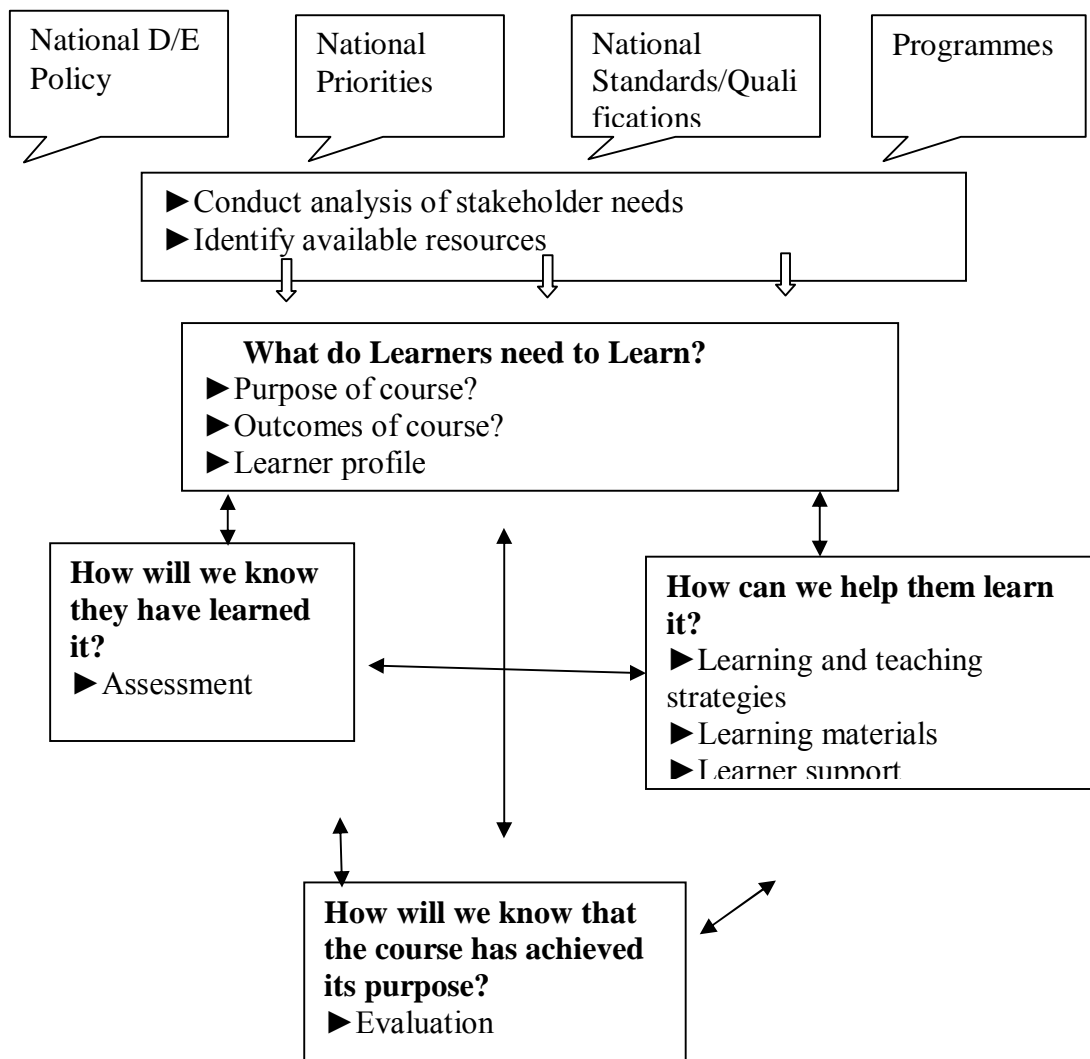 National D/E
Policy
National
Priorities
National
Standards/Quali
fications
Programmes
►Conduct analysis of stakeholder needs
►Identify available resources
What do Learners need to Learn?
►Purpose of course?
►Outcomes of course?
►Learner profile
How will we know
they have learned
it?
►Assessment
How can we help them learn
it?
►Learning and teaching
strategies
►Learning materials
►Learner support
How will we know that
the course has achieved
its purpose?
►Evaluation